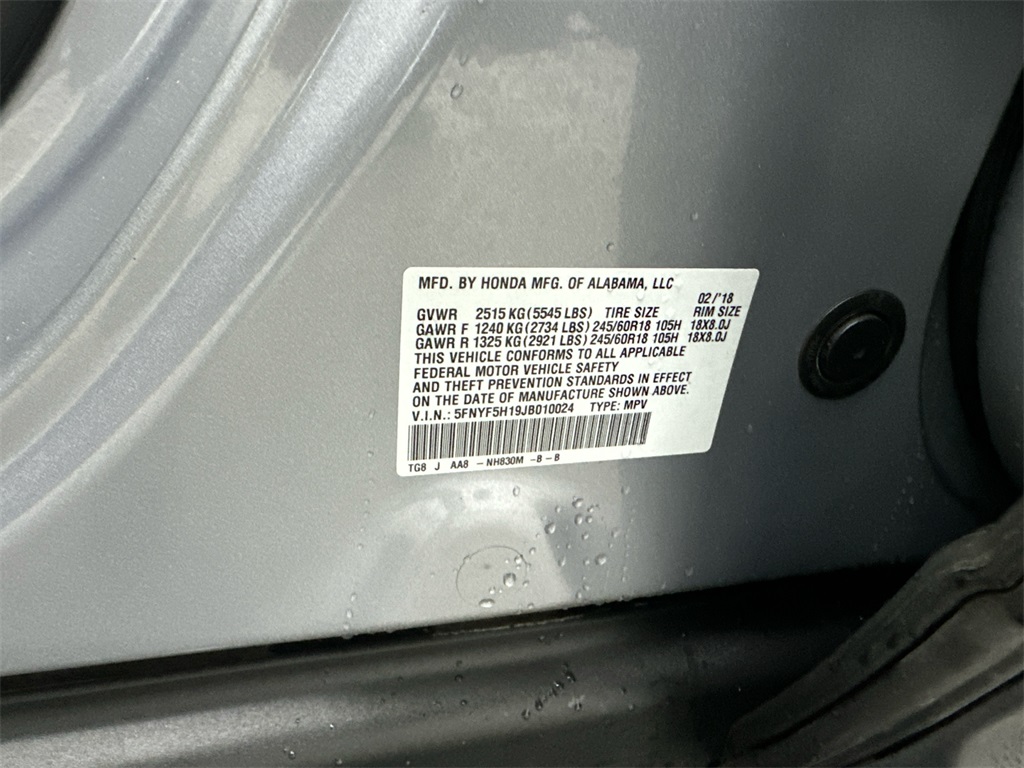 MFD. BY HONDA MFG. OF ALABAMA, LLC
02/'18
GVWR 2515 KG (5545 LBS) TIRE SIZE RIM SIZE
GAWR F 1240 KG (2734 LBS) 245/60R18 105H 18X8.0J
GAWR R 1325 KG (2921 LBS) 245/60R18 105H 18X8.0J
THIS VEHICLE CONFORMS TO ALL APPLICABLE
FEDERAL MOTOR VEHICLE SAFETY
AND THEFT PREVENTION STANDARDS IN EFFECT
ON THE DATE OF MANUFACTURE SHOWN ABOVE.
V.I.N.: 5FNYF5H19JB010024 TYPE: MPV
TG8 J AA8 -NH830M -B-B